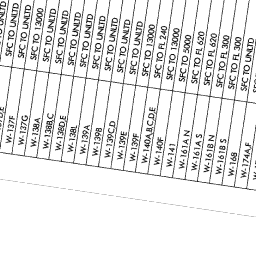 W-137F SFC TO UNLTD
W-137G SFC TO UNLTD
W-138A SFC TO 13000
W-138B,C SFC TO UNLTD
W-138D,E SFC TO UNLTD
W-138L SFC TO UNLTD
W-139A SFC TO UNLTD
W-139B SFC TO UNLTD
W-139C,D SFC TO UNLTD
W-139E SFC TO UNLTD
W-139F SFC TO UNLTD
W-140A,B,C,D,E SFC TO 13000
W-140F SFC TO FL 240
W-141 SFC TO 13000
W-161A N SFC TO 5000
W-161A S SFC TO FL 620
W-161B N SFC TO FL 620
W-161B S SFC TO FL 300
W-168 SFC TO FL 300
W-174A,F SFC TO UNLTD